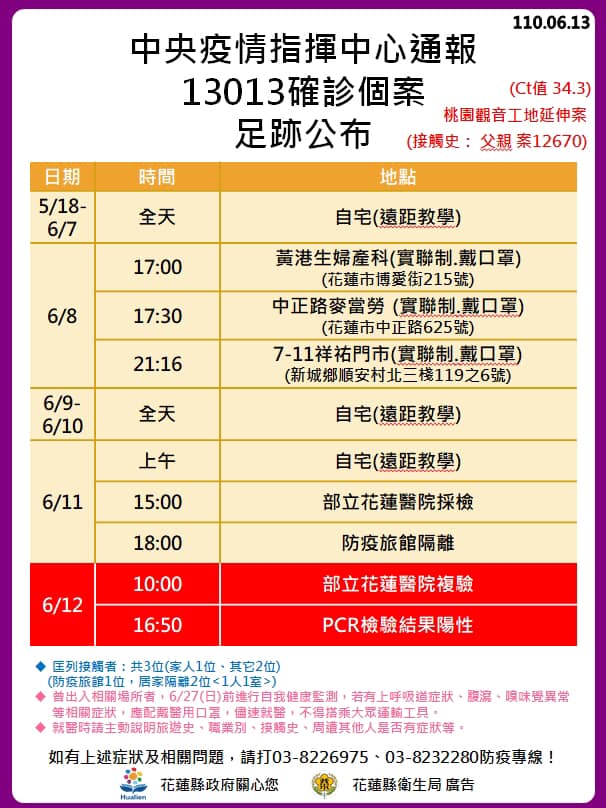 110.06.13
中央疫情指揮中心通報
13013確診個案
足跡公布
(Ct值 34.3)
桃園觀音工地延伸案
(接觸史： 父親 案12670)
日期 時間 地點
5/18-
6/7
全天 自宅(遠距教學)
6/8
17:00 黃港生婦產科(實聯制.戴口罩)
(花蓮市博愛街215號)
17:30 中正路麥當勞 (實聯制.戴口罩)
(花蓮市中正路625號)
21:16 7-11祥祐門市(實聯制.戴口罩)
(新城鄉順安村北三棧119之6號)
6/9-
6/10
全天 自宅(遠距教學)
6/11
上午 自宅(遠距教學)
15:00 部立花蓮醫院採檢
18:00 防疫旅館隔離
6/12
10:00 部立花蓮醫院複驗
16:50 PCR檢驗結果陽性
◆ 匡列接觸者：共3位(家人1位、其它2位)
(防疫旅館1位，居家隔離2位<1人1室>)
◆ 曾出入相關場所者，6/27(日)前進行自我健康監測，若有上呼吸道症狀、腹瀉、嗅味覺異常
等相關症狀，應配戴醫用口罩，儘速就醫，不得搭乘大眾運輸工具。
◆ 就醫時請主動說明旅遊史、職業別、接觸史、周遭其他人是否有症狀等。
如有上述症狀及相關問題，請打03-8226975、03-8232280防疫專線！
Hualien
花蓮縣政府關心您 花蓮縣衛生局 廣告